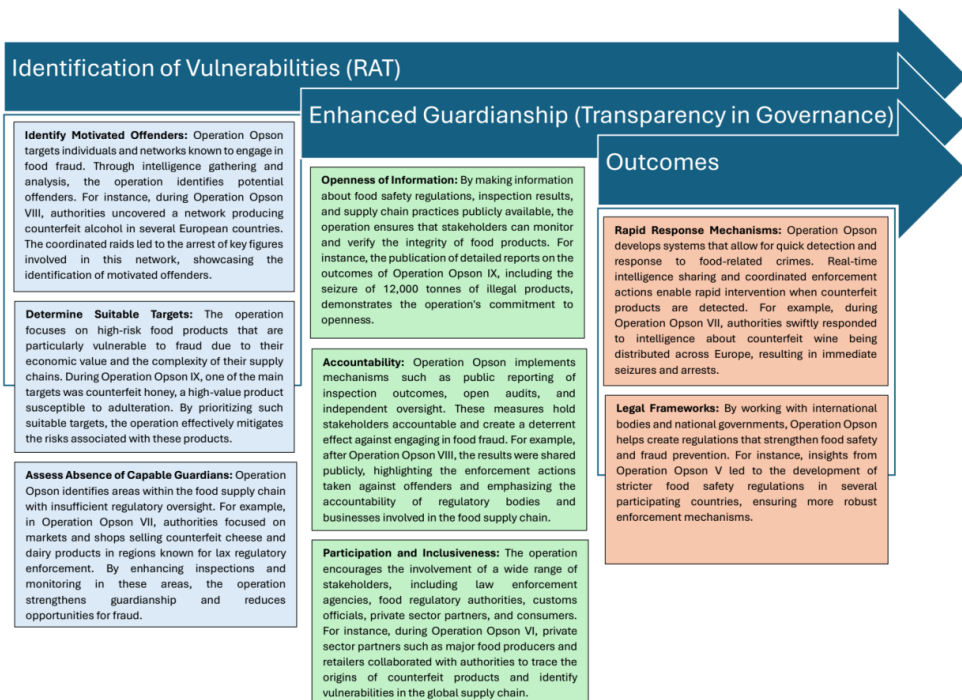 Identification of Vulnerabilities (RAT)
Identify Motivated Offenders: Operation Opson
targets individuals and networks known to engage in
food fraud. Through intelligence gathering and
analysis, the operation identifies potential
offenders. For instance, during Operation Opson
VIII, authorities uncovered a network producing
counterfeit alcohol in several European countries.
The coordinated raids led to the arrest of key figures
involved in this network, showcasing the
identification of motivated offenders.
Determine Suitable Targets: The operation
focuses on high-risk food products that are
particularly vulnerable to fraud due to their
economic value and the complexity of their supply
chains. During Operation Opson IX, one of the main
targets was counterfeit honey, a high-value product
susceptible to adulteration. By prioritizing such
suitable targets, the operation effectively mitigates
the risks associated with these products.
Assess Absence of Capable Guardians: Operation
Opson identifies areas within the food supply chain
with insufficient regulatory oversight. For example,
in Operation Opson VII, authorities focused on
markets and shops selling counterfeit cheese and
dairy products in regions known for lax regulatory
enforcement. By enhancing inspections and
monitoring in these areas, the operation
strengthens guardianship and reduces
opportunities for fraud.
Enhanced Guardianship (Transparency in Governance)
Openness of Information: By making information
about food safety regulations, inspection results,
and supply chain practices publicly available, the
operation ensures that stakeholders can monitor
and verify the integrity of food products. For
instance, the publication of detailed reports on the
outcomes of Operation Opson IX, including the
seizure of 12,000 tonnes of illegal products,
demonstrates the operation's commitment to
openness.
Accountability: Operation Opson implements
mechanisms such as public reporting of
inspection outcomes, open audits, and
independent oversight. These measures hold
stakeholders accountable and create a deterrent
effect against engaging in food fraud. For example,
after Operation Opson VIII, the results were shared
publicly, highlighting the enforcement actions
taken against offenders and emphasizing the
accountability of regulatory bodies and
businesses involved in the food supply chain.
Participation and Inclusiveness: The operation
encourages the involvement of a wide range of
stakeholders, including law enforcement
agencies, food regulatory authorities, customs
officials, private sector partners, and consumers.
For instance, during Operation Opson VI, private
sector partners such as major food producers and
retailers collaborated with authorities to trace the
origins of counterfeit products and identify
vulnerabilities in the global supply chain.
Outcomes
Rapid Response Mechanisms: Operation Opson
develops systems that allow for quick detection and
response to food-related crimes. Real-time
intelligence sharing and coordinated enforcement
actions enable rapid intervention when counterfeit
products are detected. For example, during
Operation Opson VII, authorities swiftly responded
to intelligence about counterfeit wine being
distributed across Europe, resulting in immediate
seizures and arrests.
Legal Frameworks: By working with international
bodies and national governments, Operation Opson
helps create regulations that strengthen food safety
and fraud prevention. For instance, insights from
Operation Opson V led to the development of
stricter food safety regulations in several
participating countries, ensuring more robust
enforcement mechanisms.